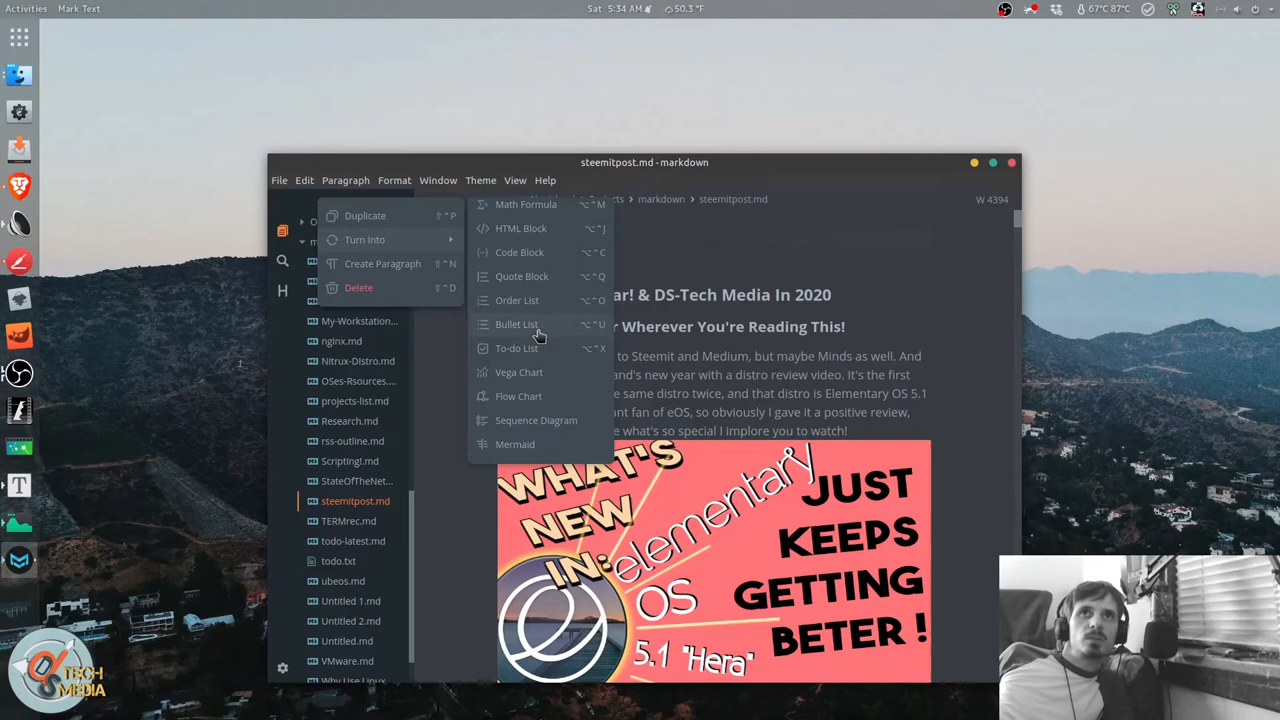 Activities Mark Text
Sat 5:34 AM
50.3 °F
67°C 87°C
steemitpost.md - markdown
File Edit Paragraph Format Window Theme View Help
markdown > steemitpost.md
W 4394
Duplicate ⇧⌃P
Turn Into
Create Paragraph ⇧⌃N
Delete ⇧⌃D
Math Formula ⌥⌃M
HTML Block ⌥⌃J
Code Block ⌥⌃C
Quote Block ⌥⌃Q
Order List ⌥⌃O
Bullet List ⌥⌃U
To-do List ⌥⌃X
Vega Chart
Flow Chart
Sequence Diagram
Mermaid
H
My-Workstation...
nginx.md
Nitrux-DIstro.md
OSes-Rsources....
projects-list.md
Research.md
rss-outline.md
Scripting!.md
StateOfTheNet...
steemitpost.md
TERMrec.md
todo-latest.md
todo.txt
ubeos.md
Untitled 1.md
Untitled 2.md
Untitled.md
VMware.md
Why Use Linux
ar! & DS-Tech Media In 2020
r Wherever You're Reading This!
to Steemit and Medium, but maybe Minds as well. And
and's new year with a distro review video. It's the first
same distro twice, and that distro is Elementary OS 5.1
unt fan of eOS, so obviously I gave it a positive review,
e what's so special I implore you to watch!
WHAT'S
NEW
IN:
elementary
OS
5.1 "Hera"
JUST
KEEPS
GETTING
BETER !
T
DS
TECH
MEDIA